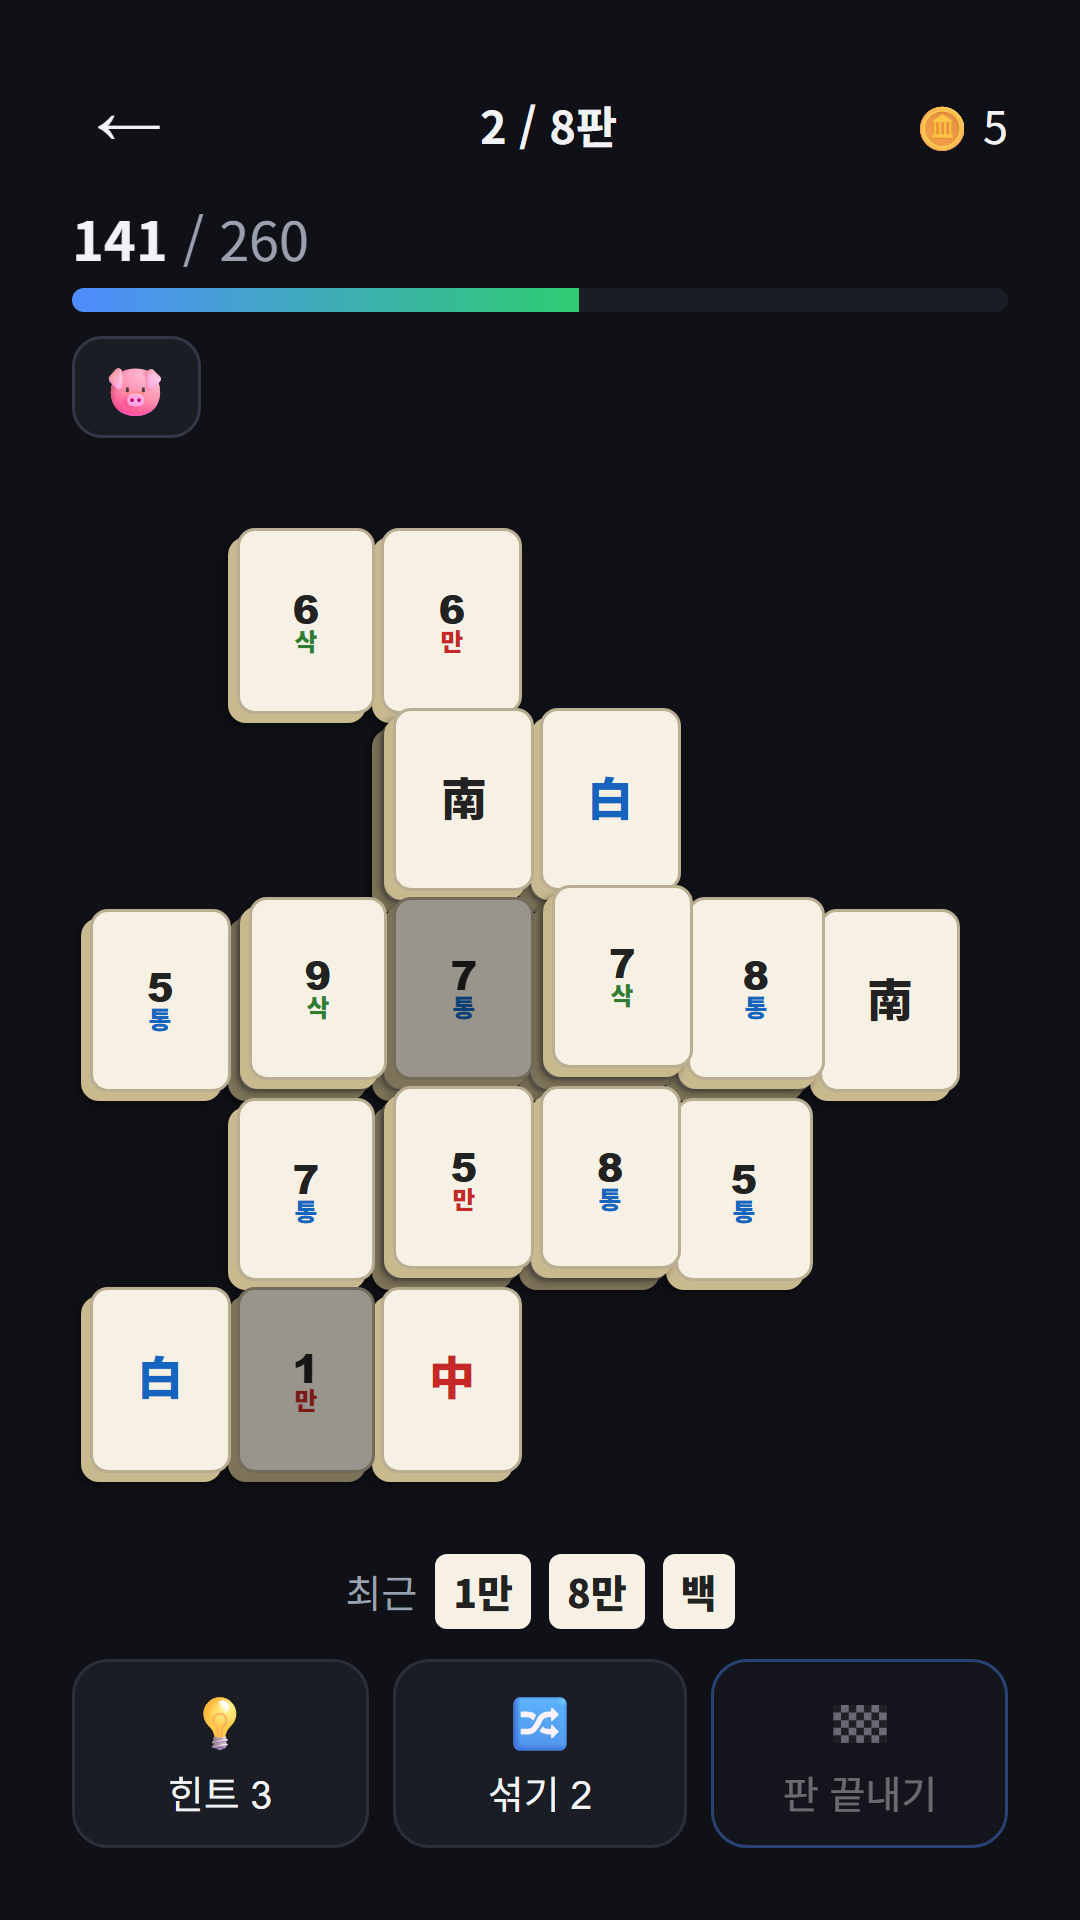 ← 2 / 8판 5
141 / 260
6 삭
6 만
南
白
5 통
9 삭
7 통
7 삭
8 통
南
7 통
5 만
8 통
5 통
白
1 만
中
최근 1만 8만 백
힌트 3
섞기 2
판 끝내기